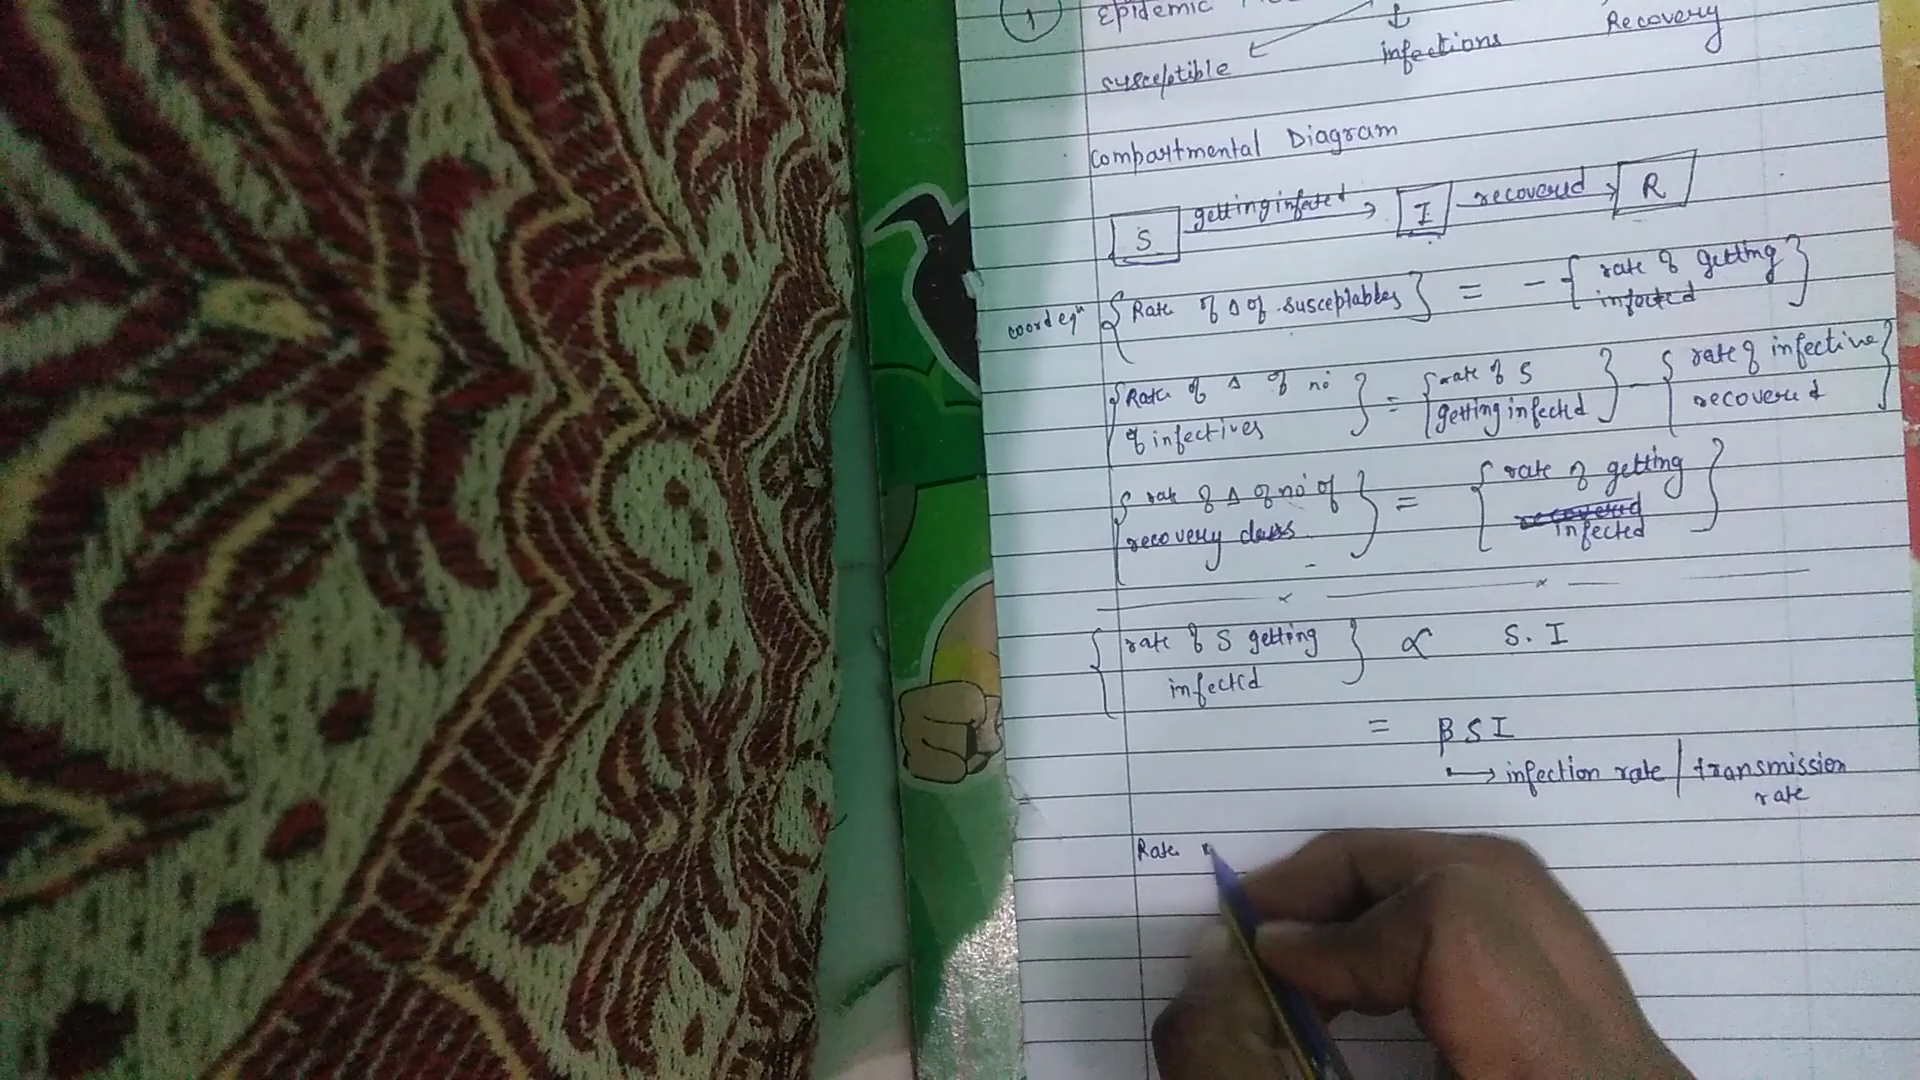 1 Epidemic
susceptible infections Recovery
Compartmental Diagram
S getting infected I recovered R
word eqⁿ {Rate of Δ of susceptables} = - {rate of getting
infected}
{Rate of Δ of no
of infectives} = {rate of S
getting infected} - {rate of infective
recovered}
{rate of Δ of no of
recovery class} = {rate of getting
infected}
{rate of S getting
infected} ∝ S. I
= β S I
→ infection rate / transmission
rate
Rate